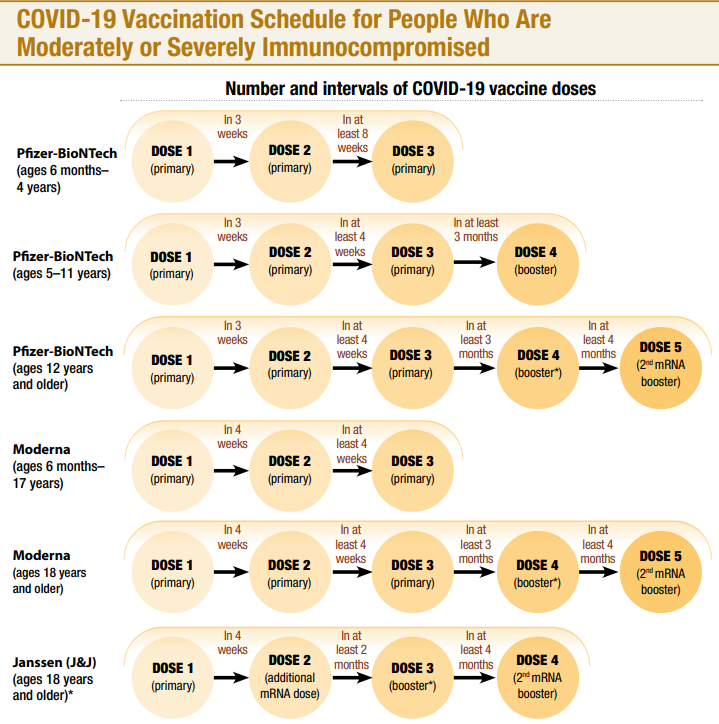 COVID-19 Vaccination Schedule for People Who Are
Moderately or Severely Immunocompromised
Number and intervals of COVID-19 vaccine doses
Pfizer-BioNTech
(ages 6 months–
4 years)
DOSE 1
(primary)
In 3
weeks
DOSE 2
(primary)
In at
least 8
weeks
DOSE 3
(primary)
Pfizer-BioNTech
(ages 5–11 years)
DOSE 1
(primary)
In 3
weeks
DOSE 2
(primary)
In at
least 4
weeks
DOSE 3
(primary)
In at least
3 months
DOSE 4
(booster)
Pfizer-BioNTech
(ages 12 years
and older)
DOSE 1
(primary)
In 3
weeks
DOSE 2
(primary)
In at
least 4
weeks
DOSE 3
(primary)
In at
least 3
months
DOSE 4
(booster*)
In at
least 4
months
DOSE 5
(2nd mRNA
booster)
Moderna
(ages 6 months–
17 years)
DOSE 1
(primary)
In 4
weeks
DOSE 2
(primary)
In at
least 4
weeks
DOSE 3
(primary)
Moderna
(ages 18 years
and older)
DOSE 1
(primary)
In 4
weeks
DOSE 2
(primary)
In at
least 4
weeks
DOSE 3
(primary)
In at
least 3
months
DOSE 4
(booster*)
In at
least 4
months
DOSE 5
(2nd mRNA
booster)
Janssen (J&J)
(ages 18 years
and older)*
DOSE 1
(primary)
In 4
weeks
DOSE 2
(additional
mRNA dose)
In at
least 2
months
DOSE 3
(booster*)
In at
least 4
months
DOSE 4
(2nd mRNA
booster)